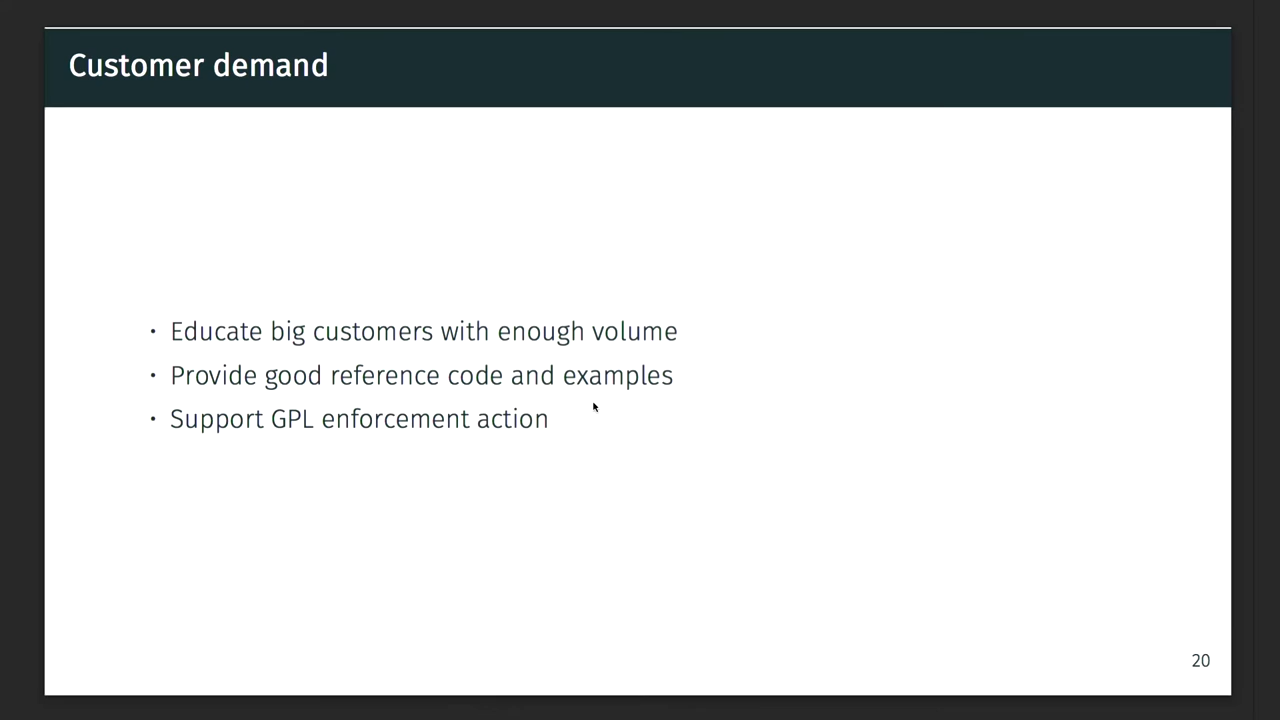 Customer demand
• Educate big customers with enough volume
• Provide good reference code and examples
• Support GPL enforcement action
20